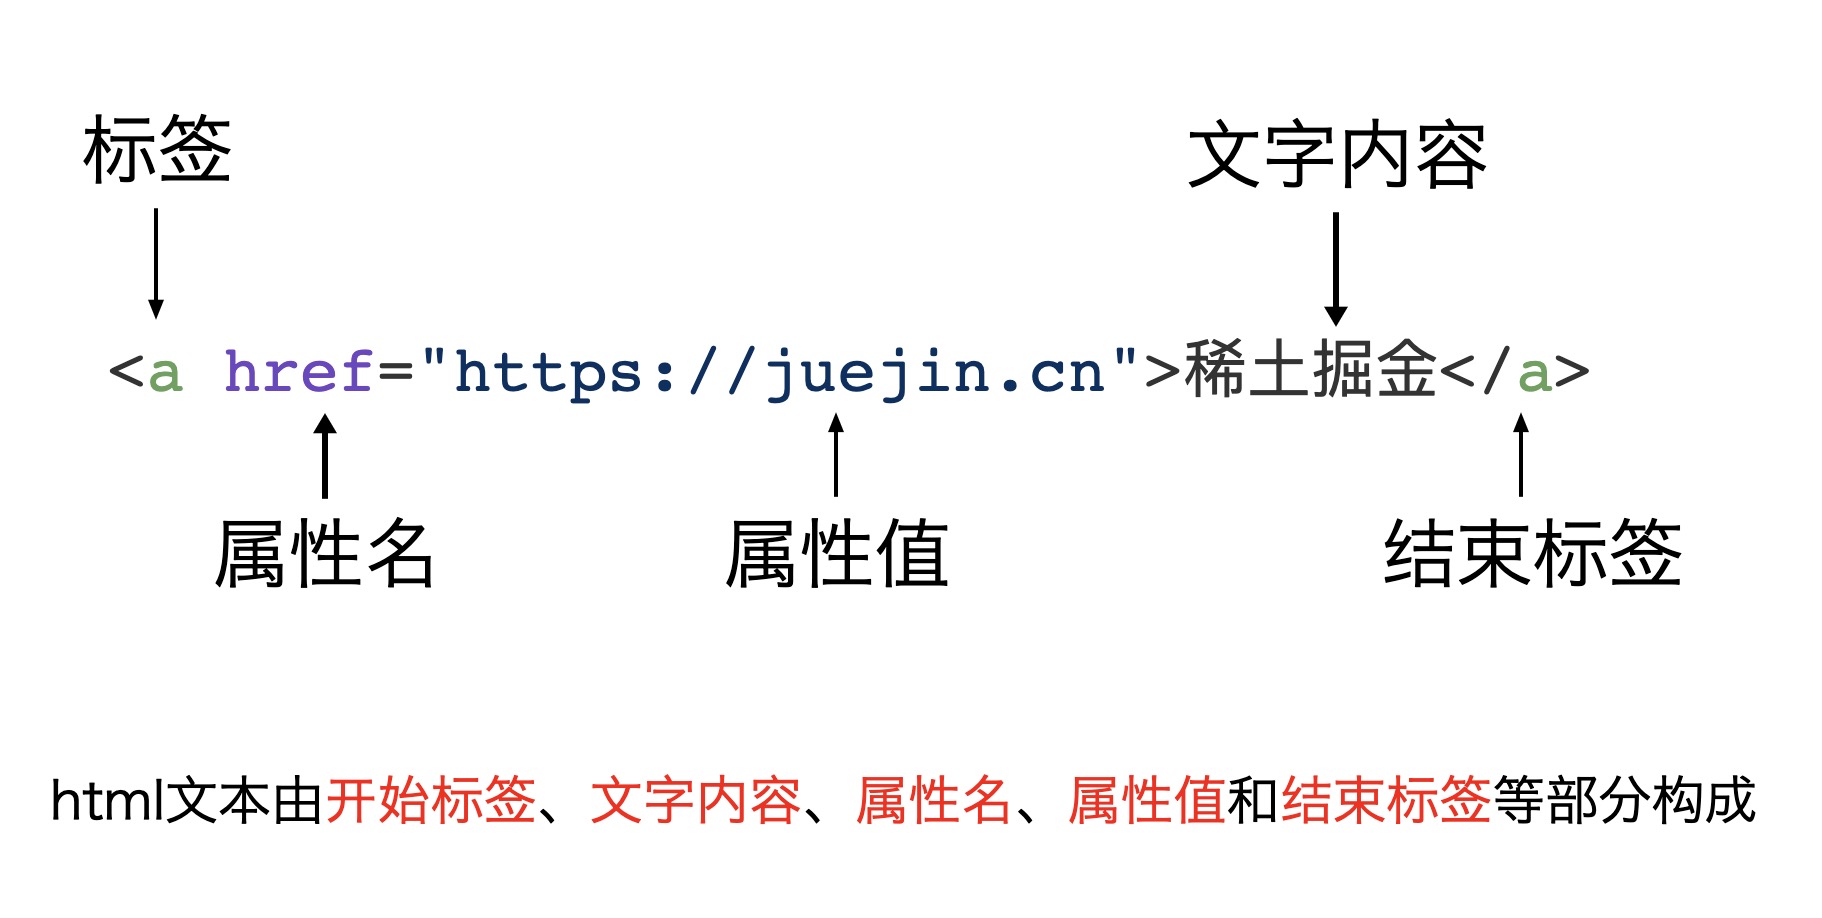 标签
文字内容
<a href="https://juejin.cn">稀土掘金</a>
属性名
属性值
结束标签
html文本由开始标签、文字内容、属性名、属性值和结束标签等部分构成